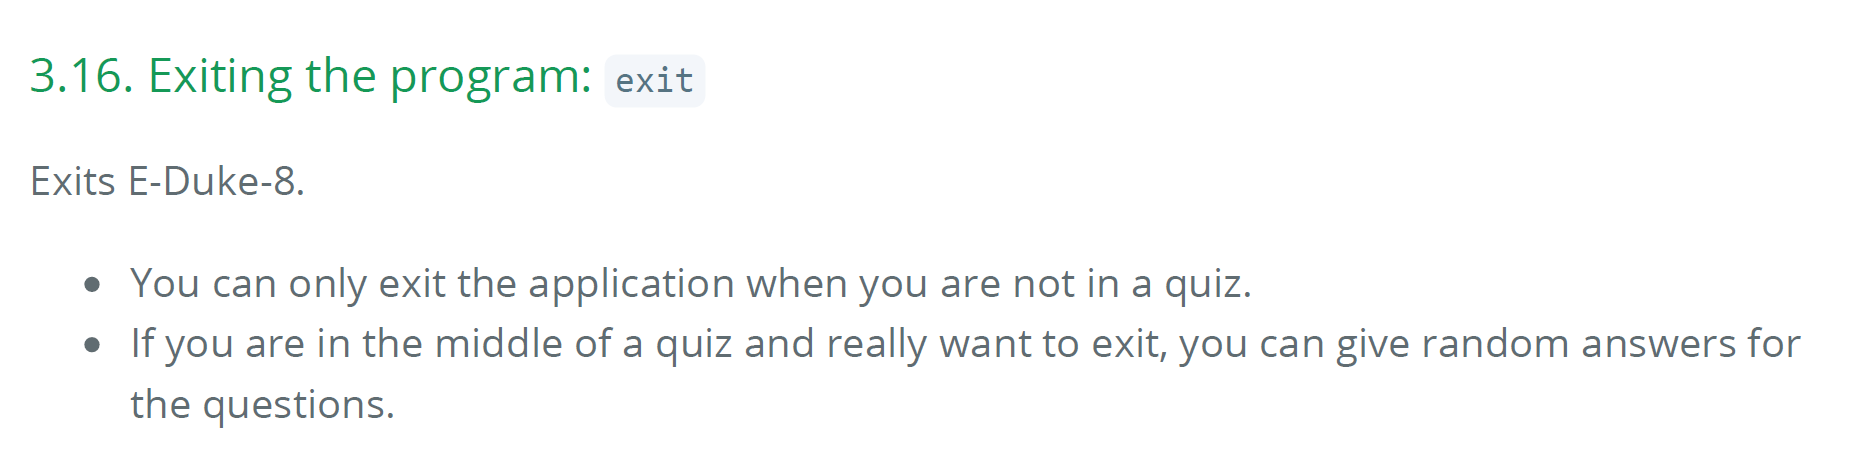 3.16. Exiting the program: exit
Exits E-Duke-8.
• You can only exit the application when you are not in a quiz.
• If you are in the middle of a quiz and really want to exit, you can give random answers for
the questions.